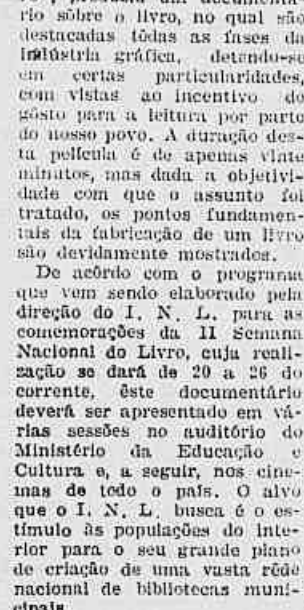 produziu um documentá-
rio sôbre o livro, no qual são
destacadas tôdas as fases da
indústria gráfica, detendo-se
em certas particularidades,
com vistas ao incentivo do
gôsto para a leitura por parte
do nosso povo. A duração des-
ta película é de apenas vinte
minutos, mas dada a objetivi-
dade com que o assunto foi
tratado, os pontos fundamen-
tais da fabricação de um livro
são devidamente mostrados.
De acôrdo com o programa
que vem sendo elaborado pela
direção do I. N. L. para as
comemorações da II Semana
Nacional do Livro, cuja reali-
zação se dará de 20 a 26 do
corrente, êste documentário
deverá ser apresentado em vá-
rias sessões no auditório do
Ministério da Educação e
Cultura e, a seguir, nos cine-
mas de todo o país. O alvo
que o I. N. L. busca é o es-
tímulo às populações do inte-
rior para o seu grande plano
de criação de uma vasta rêde
nacional de bibliotecas muni-
cipais.